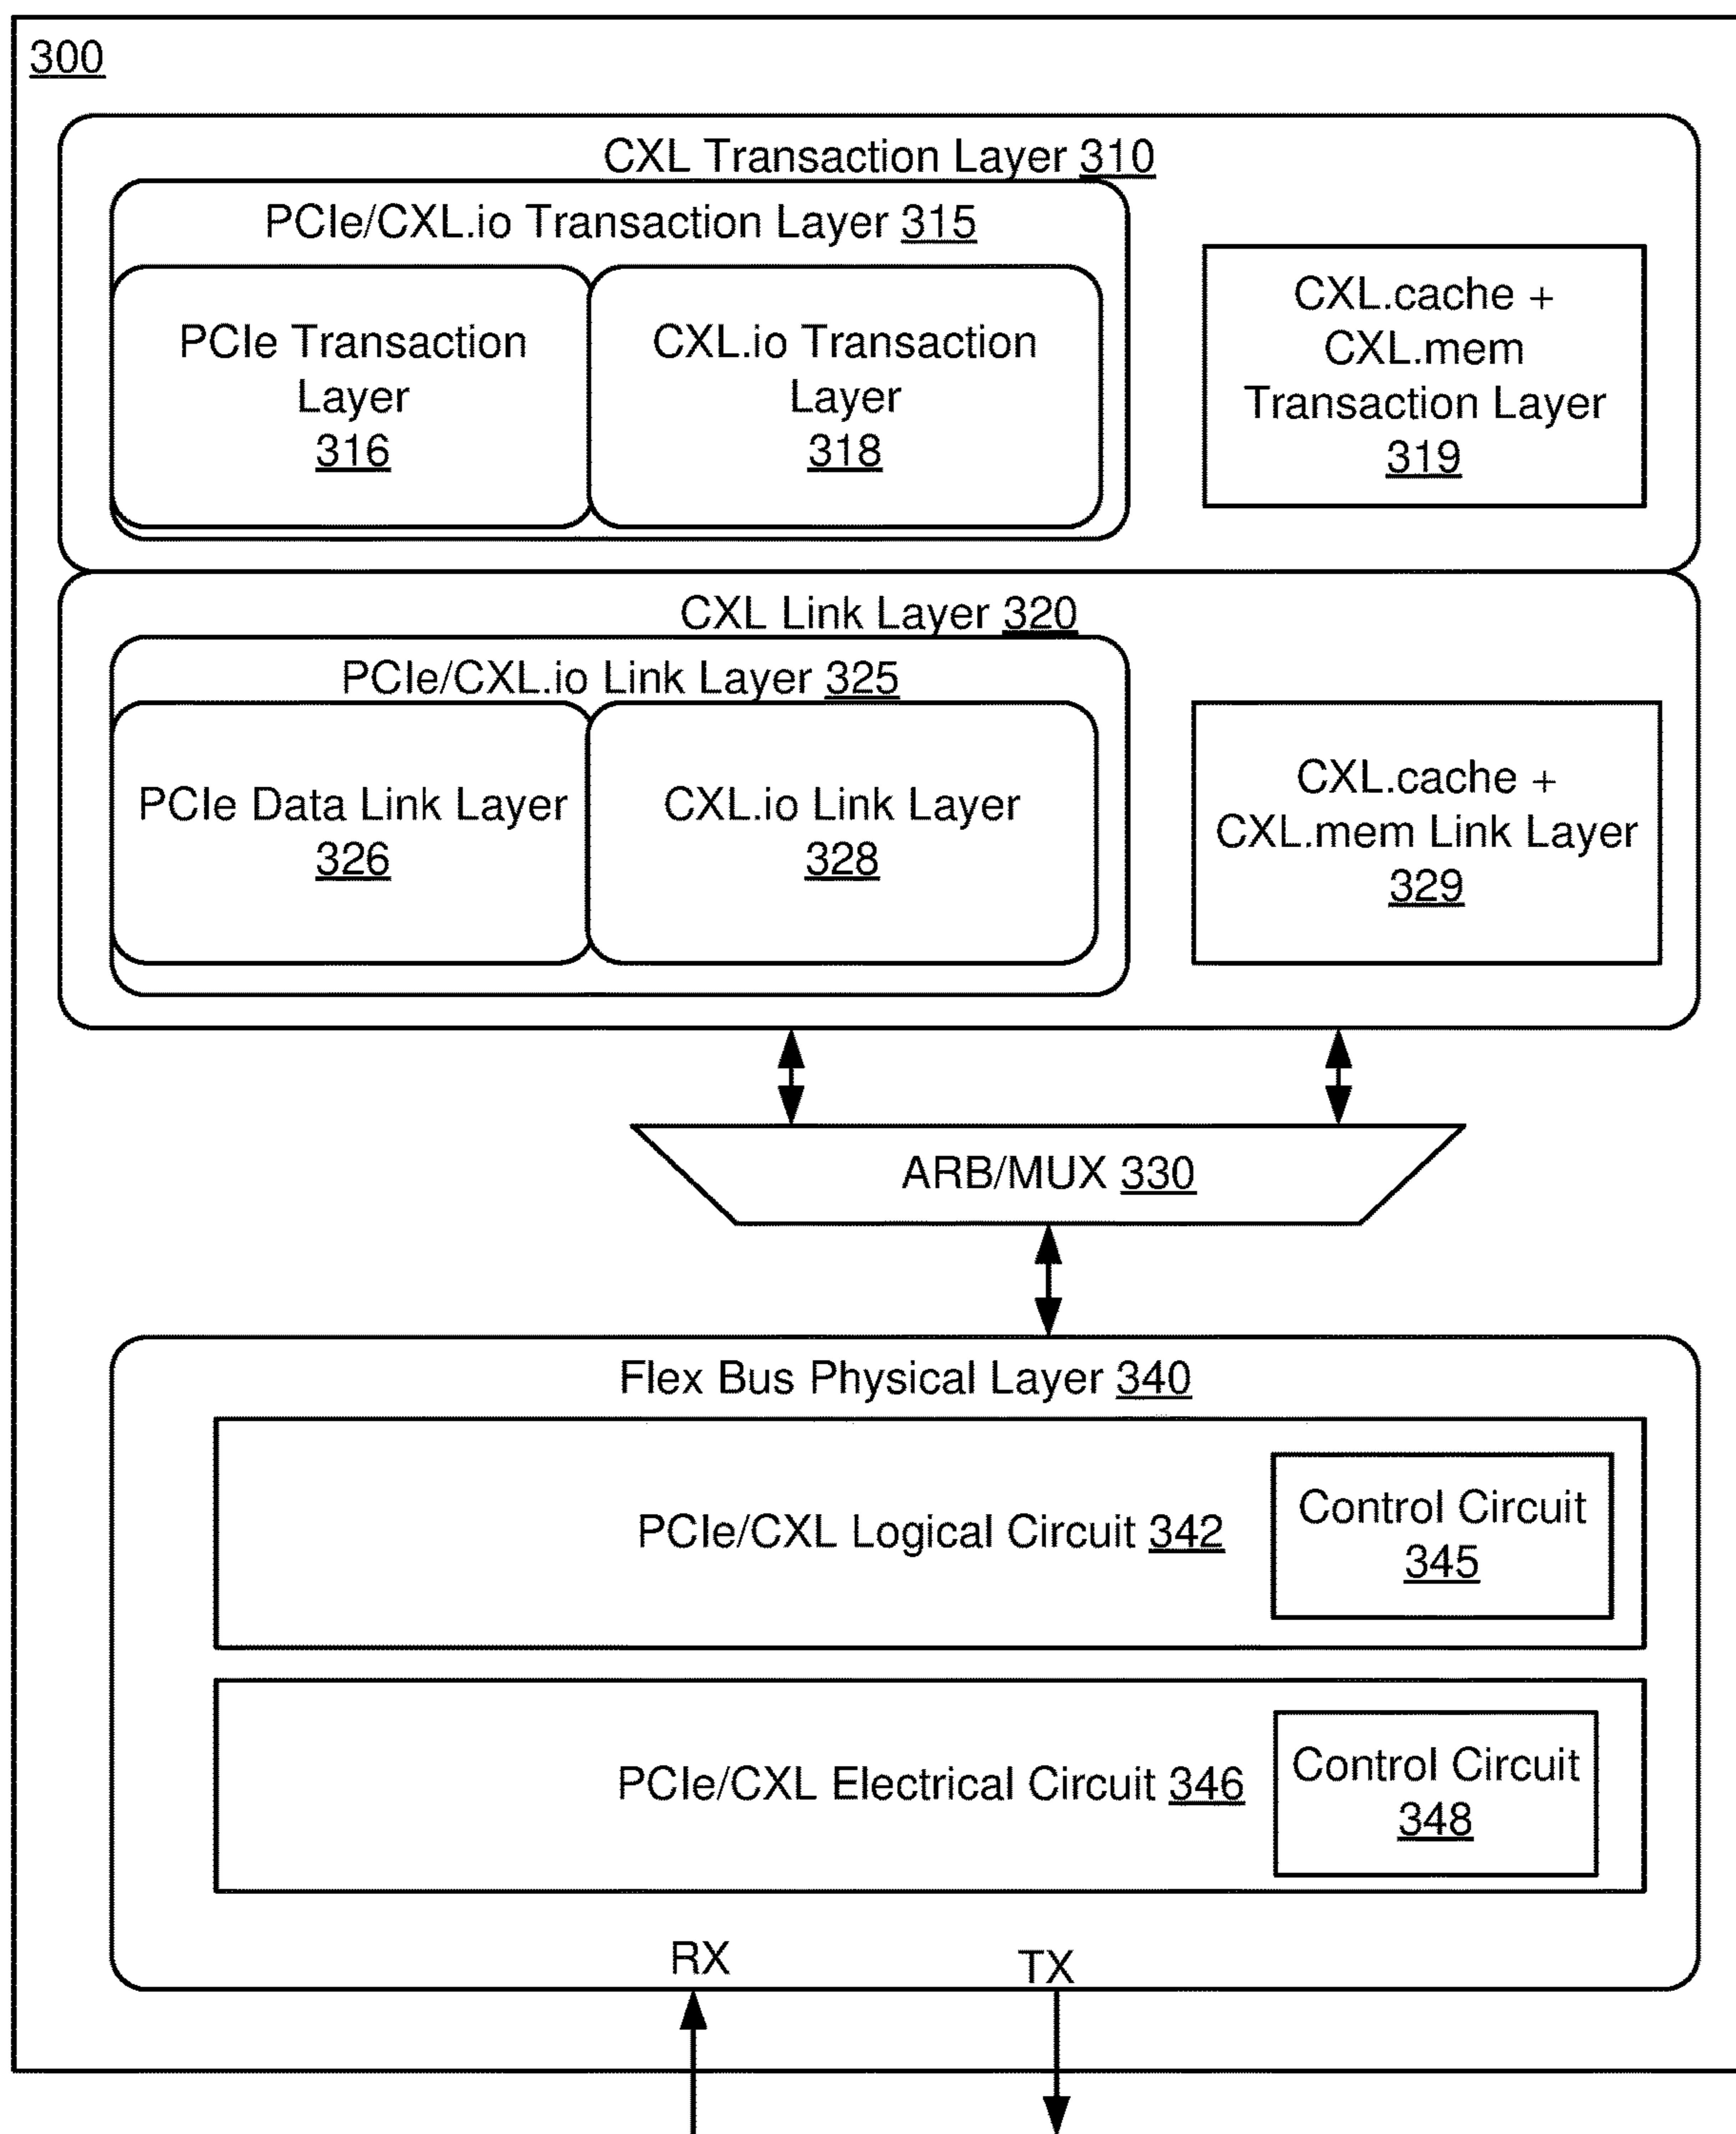 300
CXL Transaction Layer 310
PCIe/CXL.io Transaction Layer 315
PCIe Transaction
Layer
316
CXL.io Transaction
Layer
318
CXL.cache +
CXL.mem
Transaction Layer
319
CXL Link Layer 320
PCIe/CXL.io Link Layer 325
PCIe Data Link Layer
326
CXL.io Link Layer
328
CXL.cache +
CXL.mem Link Layer
329
ARB/MUX 330
Flex Bus Physical Layer 340
PCIe/CXL Logical Circuit 342
Control Circuit
345
PCIe/CXL Electrical Circuit 346
Control Circuit
348
RX
TX